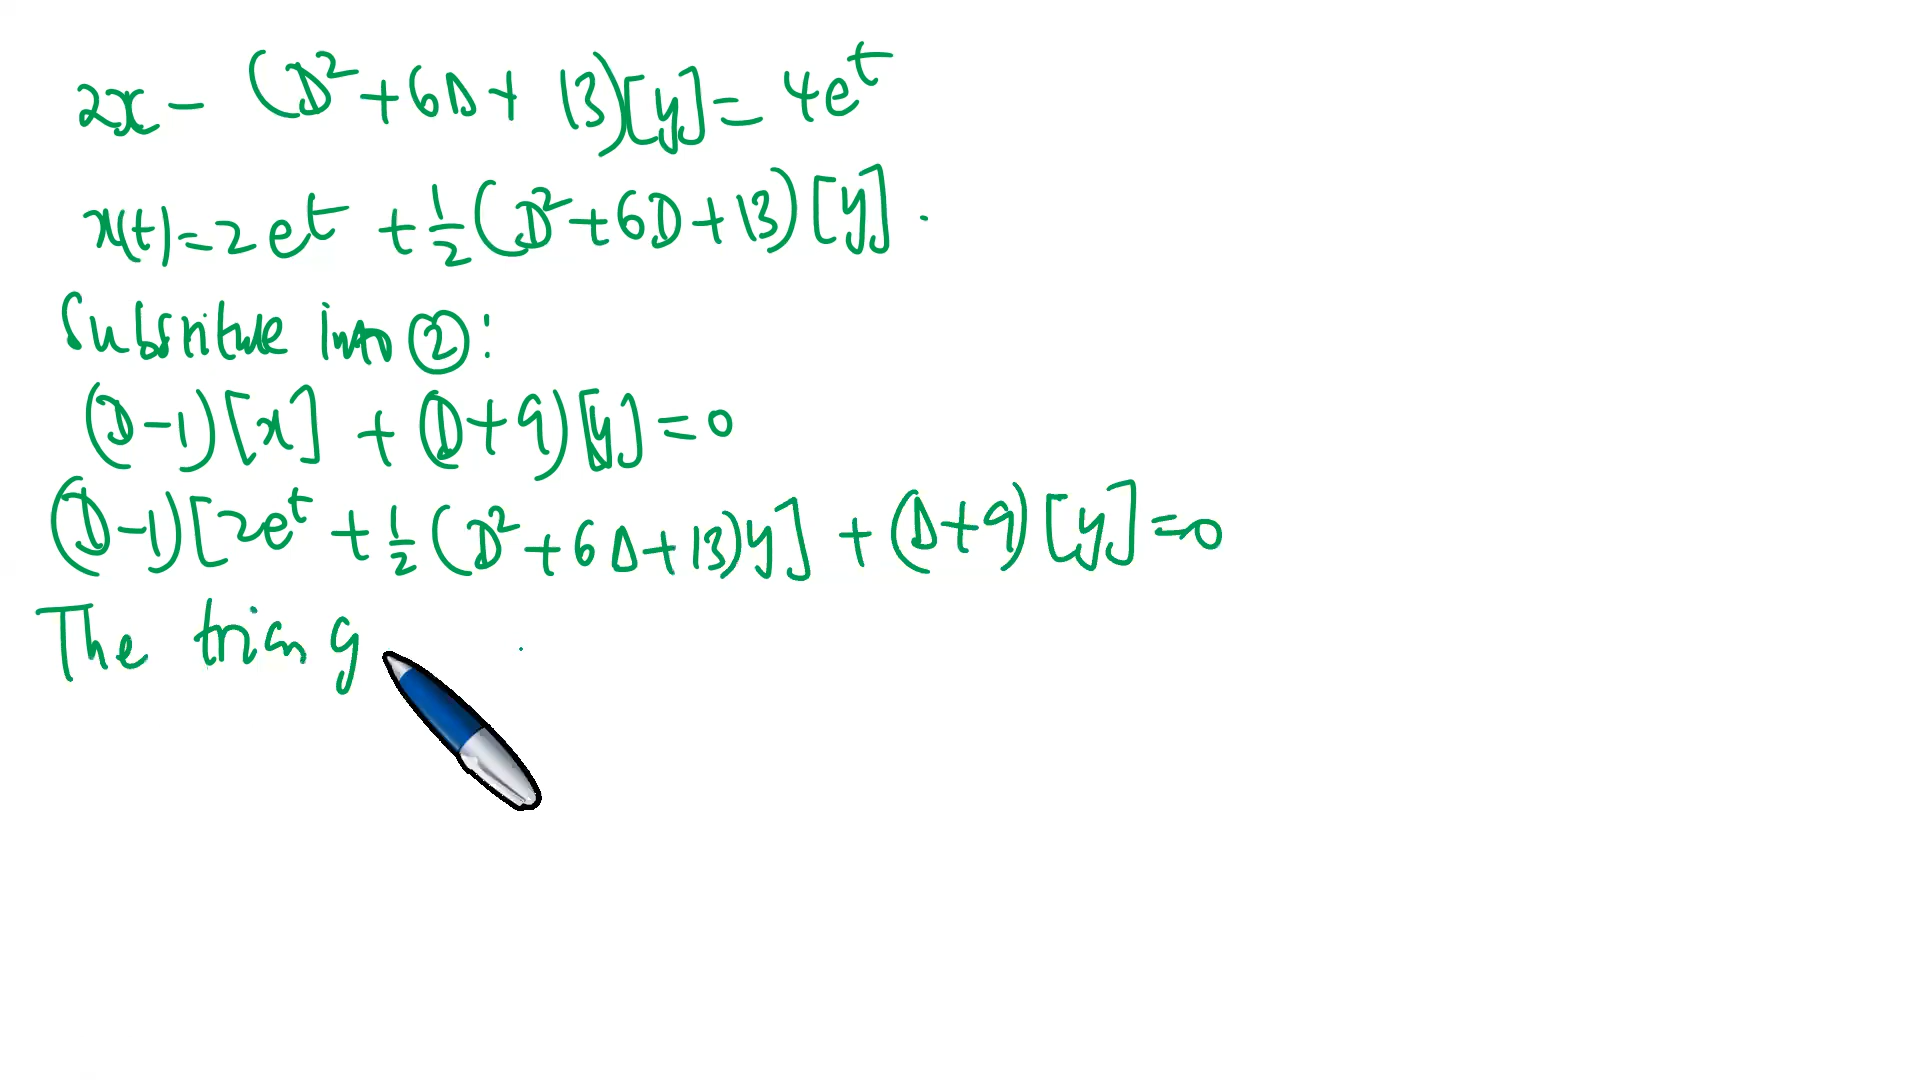 2x - (D²+6D+ 13)[y]=4eᵗ
x(t)=2eᵗ +½(D²+6D+13)[y].
Substitute into ②:
(D-1)[x] + (D+9)[y]=0
(D-1)[2eᵗ +½(D²+6D+13)y] + (D+9)[y]=0
The triang